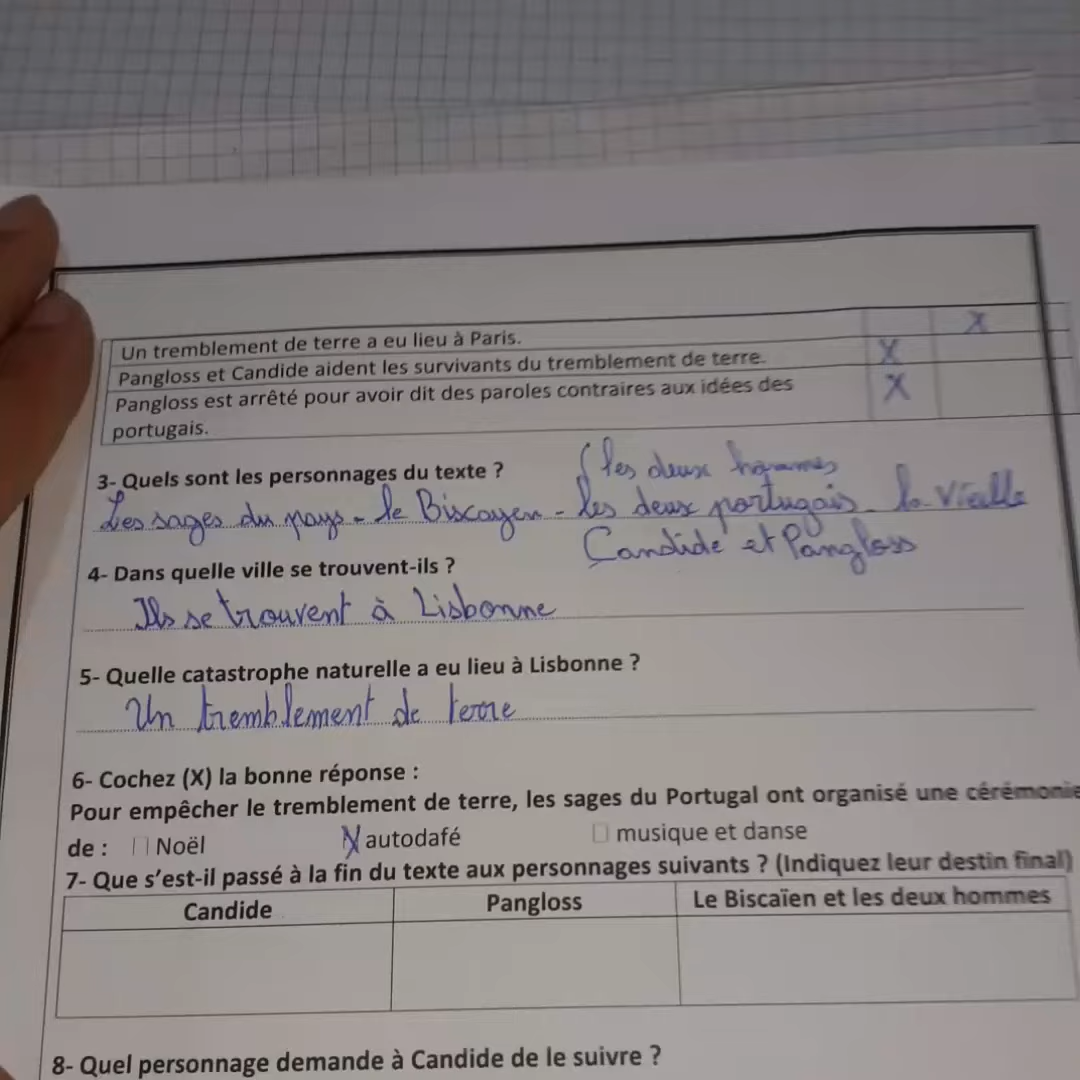 Un tremblement de terre a eu lieu à Paris. X
Pangloss et Candide aident les survivants du tremblement de terre. X
Pangloss est arrêté pour avoir dit des paroles contraires aux idées des X
portugais.
3- Quels sont les personnages du texte ? (les deux hommes
Les sages du pays - le Biscayen - les deux portugais - la vieille
Candide et Pangloss
4- Dans quelle ville se trouvent-ils ?
Ils se trouvent à Lisbonne
5- Quelle catastrophe naturelle a eu lieu à Lisbonne ?
Un tremblement de terre
6- Cochez (X) la bonne réponse :
Pour empêcher le tremblement de terre, les sages du Portugal ont organisé une cérémonie
de : □ Noël X autodafé □ musique et danse
7- Que s'est-il passé à la fin du texte aux personnages suivants ? (Indiquez leur destin final)
Candide Pangloss Le Biscaïen et les deux hommes
8- Quel personnage demande à Candide de le suivre ?